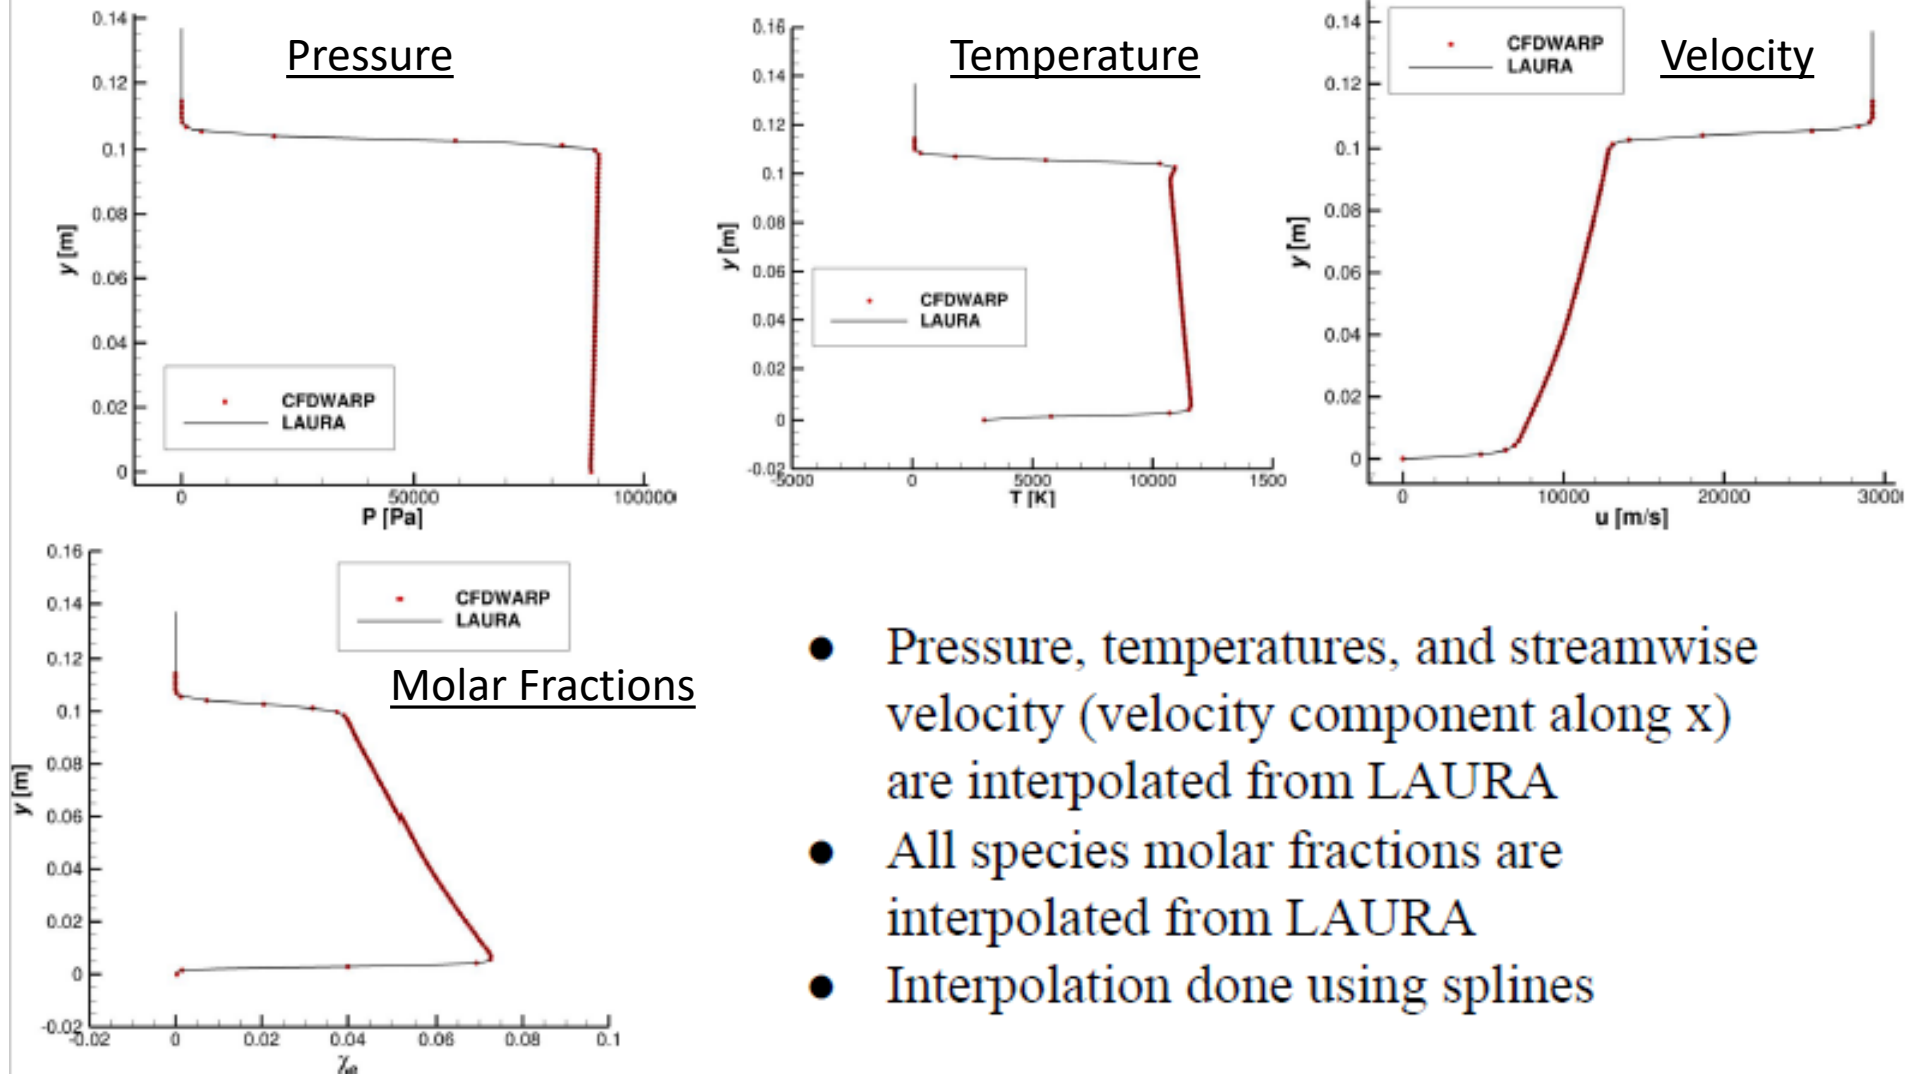 Pressure
0.14
0.12
0.1
0.08
0.06
0.04
0.02
0
y [m]
CFDWARP
LAURA
0
50000
100000
P [Pa]
Temperature
0.16
0.14
0.12
0.1
0.08
0.06
0.04
0.02
0
-0.02
y [m]
CFDWARP
LAURA
-5000
0
5000
10000
1500
T [K]
Velocity
CFDWARP
LAURA
0.14
0.12
0.1
0.08
0.06
0.04
0.02
0
y [m]
0
10000
20000
3000
u [m/s]
Molar Fractions
CFDWARP
LAURA
0.16
0.14
0.12
0.1
0.08
0.06
0.04
0.02
0
-0.02
y [m]
-0.02
0
0.02
0.04
0.06
0.08
0.1
● Pressure, temperatures, and streamwise
velocity (velocity component along x)
are interpolated from LAURA
● All species molar fractions are
interpolated from LAURA
● Interpolation done using splines